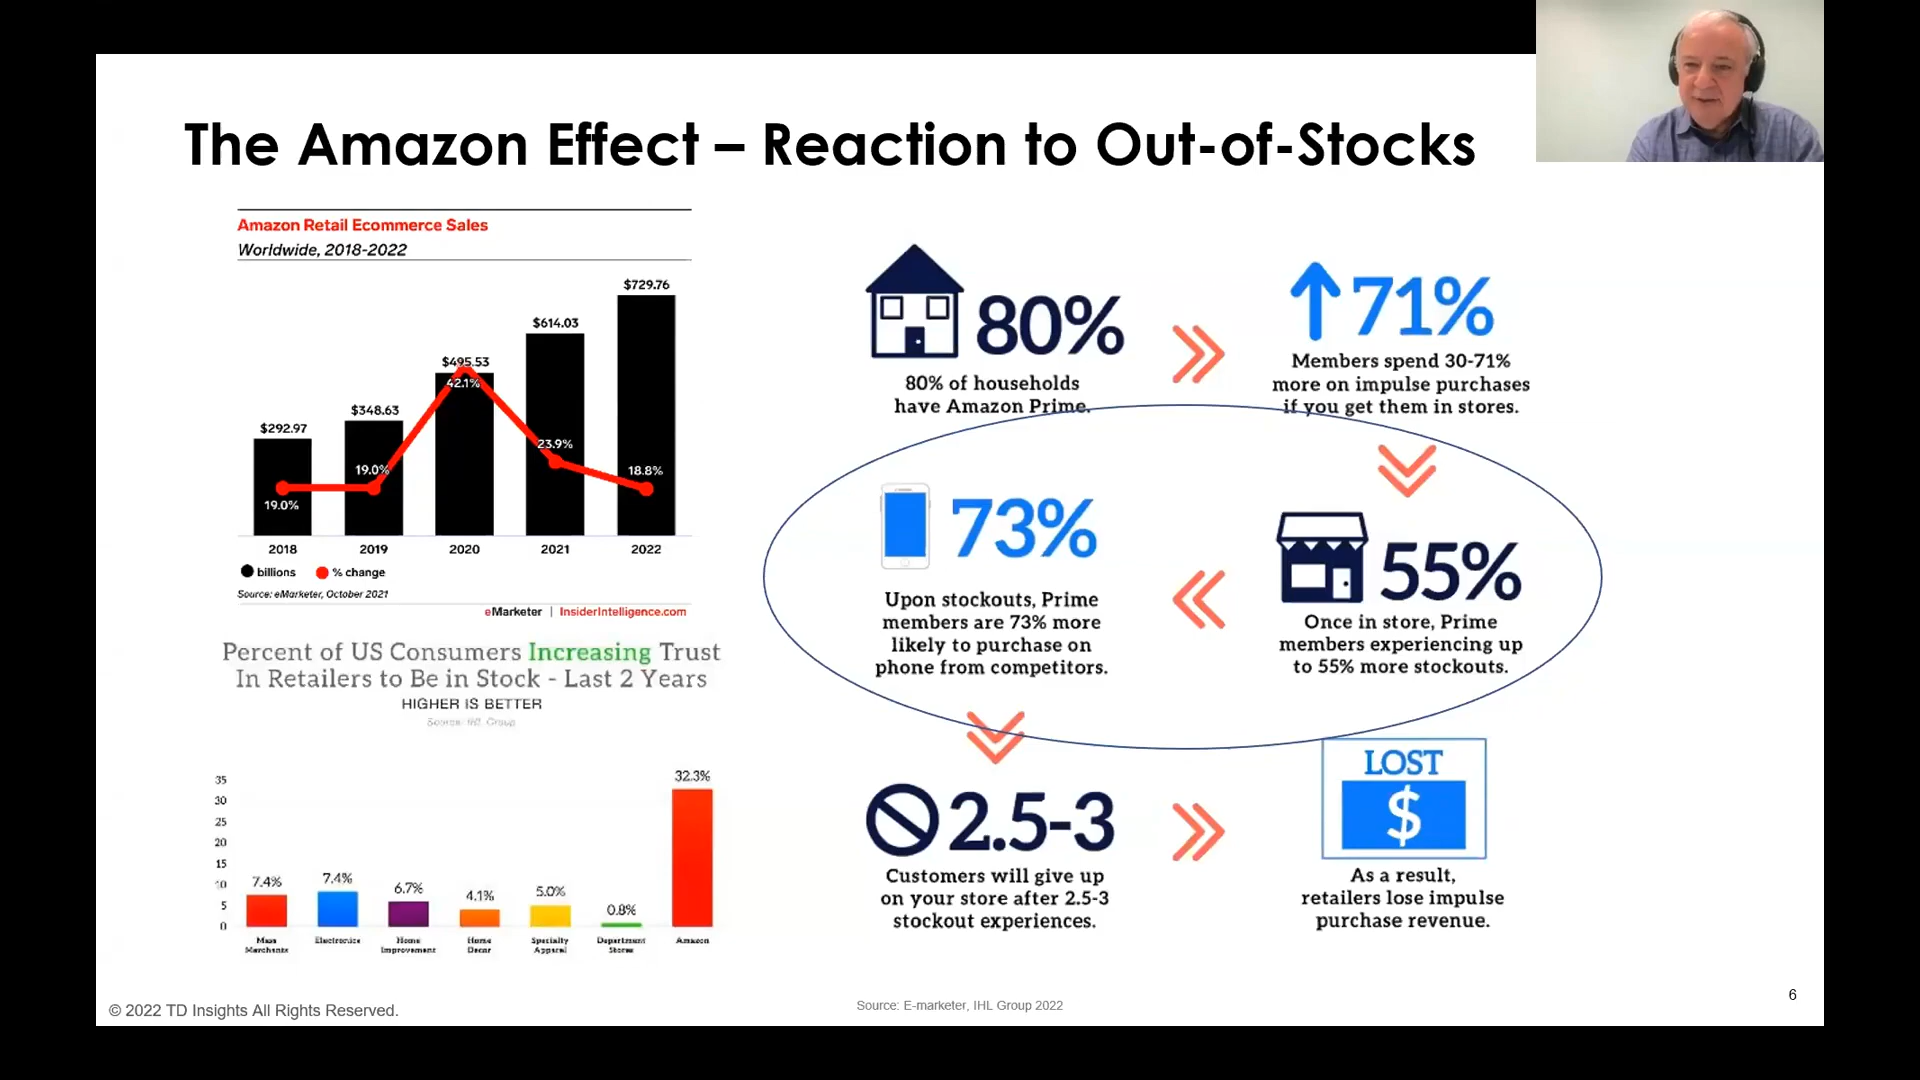 The Amazon Effect – Reaction to Out-of-Stocks
Amazon Retail Ecommerce Sales
Worldwide, 2018-2022
$292.97
$348.63
$495.53
$614.03
$729.76
19.0%
19.0%
42.1%
23.9%
18.8%
2018 2019 2020 2021 2022
billions % change
Source: eMarketer, October 2021
eMarketer | InsiderIntelligence.com
Percent of US Consumers Increasing Trust
In Retailers to Be in Stock - Last 2 Years
HIGHER IS BETTER
Source: IHL Group
35
30
25
20
15
10
5
0
7.4%
7.4%
6.7%
4.1%
5.0%
0.8%
32.3%
Mass
Merchants
Electronics
Home
Improvement
Home
Decor
Specialty
Apparel
Department
Stores
Amazon
80%
80% of households
have Amazon Prime.
71%
Members spend 30-71%
more on impulse purchases
if you get them in stores.
73%
Upon stockouts, Prime
members are 73% more
likely to purchase on
phone from competitors.
55%
Once in store, Prime
members experiencing up
to 55% more stockouts.
2.5-3
Customers will give up
on your store after 2.5-3
stockout experiences.
LOST
$
As a result,
retailers lose impulse
purchase revenue.
© 2022 TD Insights All Rights Reserved.
Source: E-marketer, IHL Group 2022
6